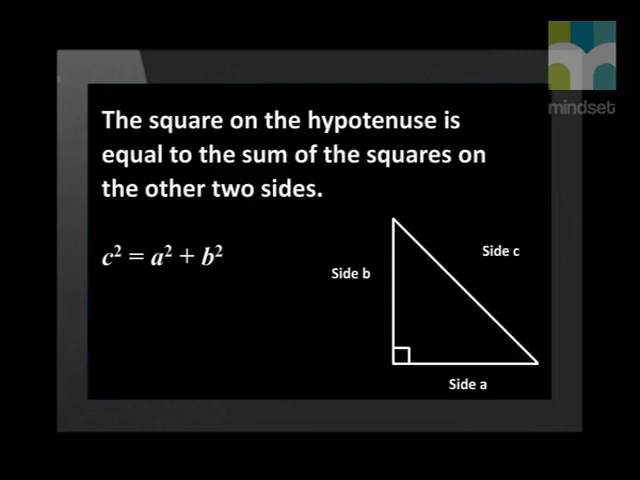 mindset
The square on the hypotenuse is
equal to the sum of the squares on
the other two sides.
c² = a² + b²
Side c
Side b
Side a